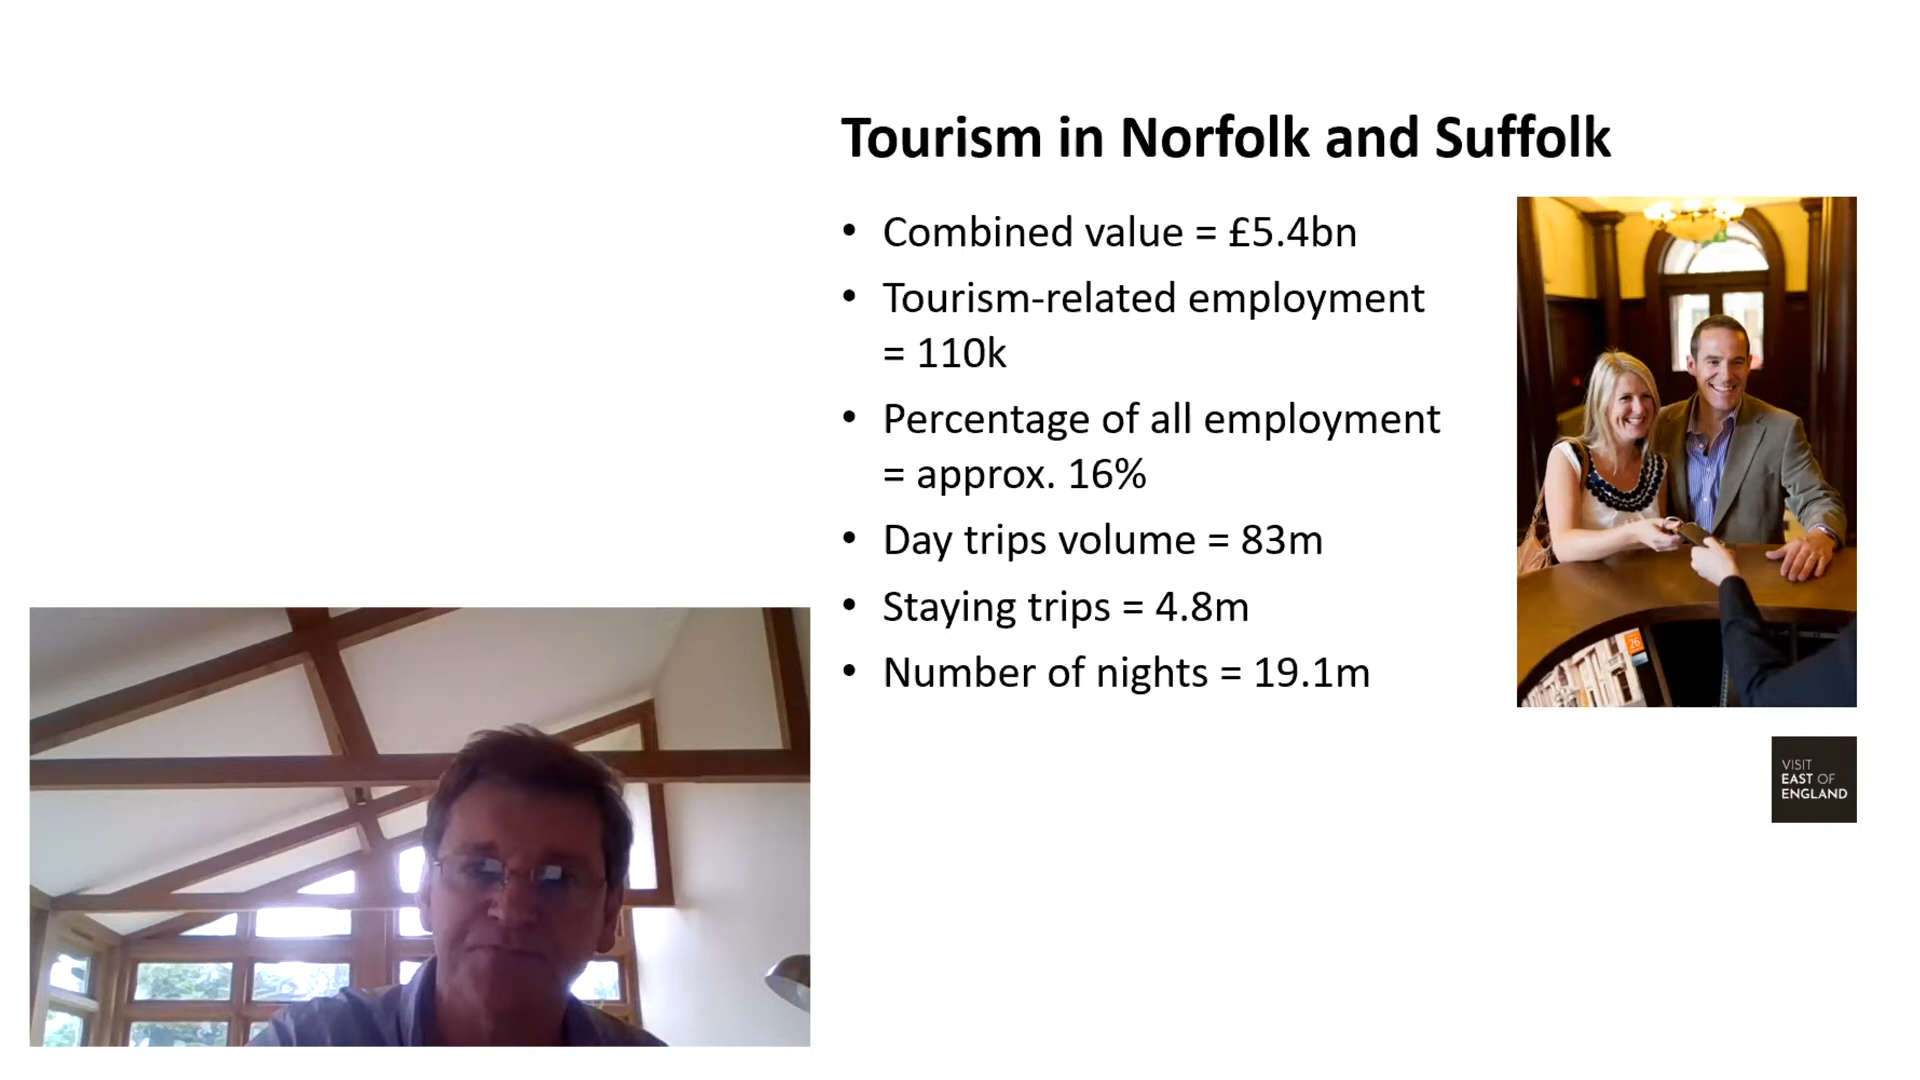 Tourism in Norfolk and Suffolk
• Combined value = £5.4bn
• Tourism-related employment
= 110k
• Percentage of all employment
= approx. 16%
• Day trips volume = 83m
• Staying trips = 4.8m
• Number of nights = 19.1m
26
VISIT
EAST OF
ENGLAND